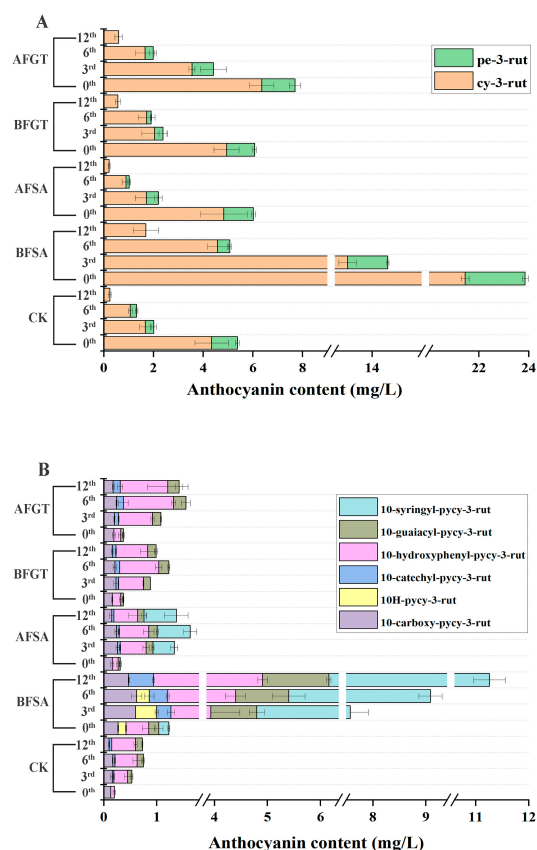 A
12th
6th
AFGT
3rd
0th
12th
6th
BFGT
3rd
0th
12th
6th
AFSA
3rd
0th
12th
6th
BFSA
3rd
0th
12th
6th
CK
3rd
0th
pe-3-rut
cy-3-rut
0 2 4 6 8 14 22 24
Anthocyanin content (mg/L)
B
12th
6th
AFGT
3rd
0th
12th
6th
BFGT
3rd
0th
12th
6th
AFSA
3rd
0th
12th
6th
BFSA
3rd
0th
12th
6th
CK
3rd
0th
10-syringyl-pycy-3-rut
10-guaiacyl-pycy-3-rut
10-hydroxyphenyl-pycy-3-rut
10-catechyl-pycy-3-rut
10H-pycy-3-rut
10-carboxy-pycy-3-rut
0 1 4 5 6 8 9 11 12
Anthocyanin content (mg/L)